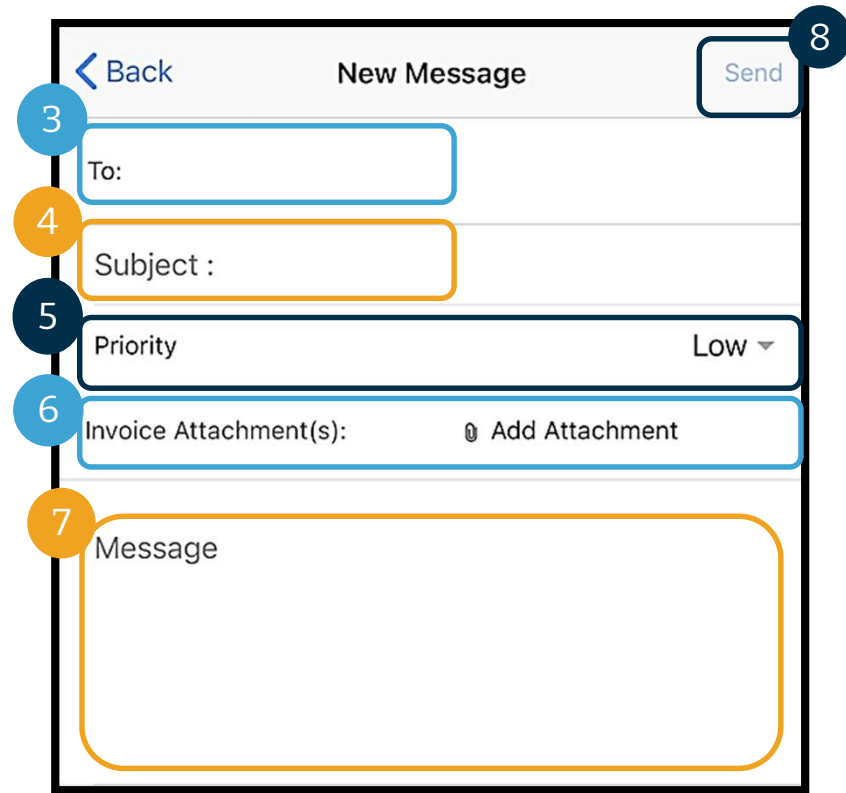 8
Back New Message Send
3
To:
4
Subject :
5
Priority Low
6
Invoice Attachment(s): Add Attachment
7
Message